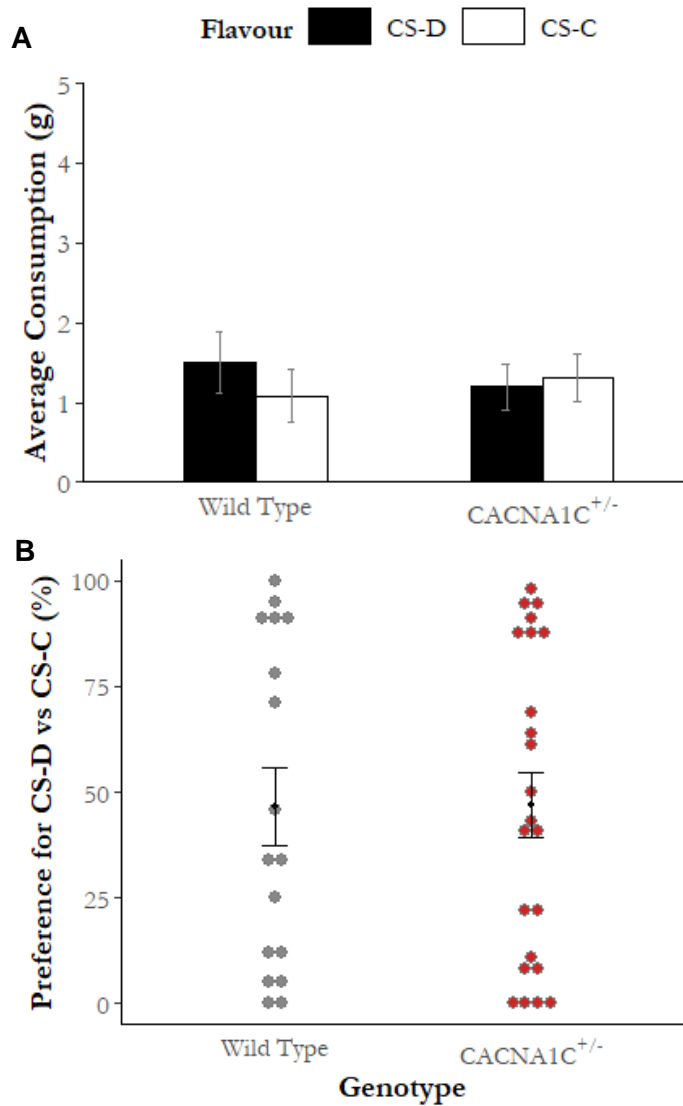 Flavour CS-D CS-C
A
Average Consumption (g)
5
4
3
2
1
0
Wild Type CACNA1C+/-
B
Preference for CS-D vs CS-C (%)
100
75
50
25
0
Wild Type CACNA1C+/-
Genotype